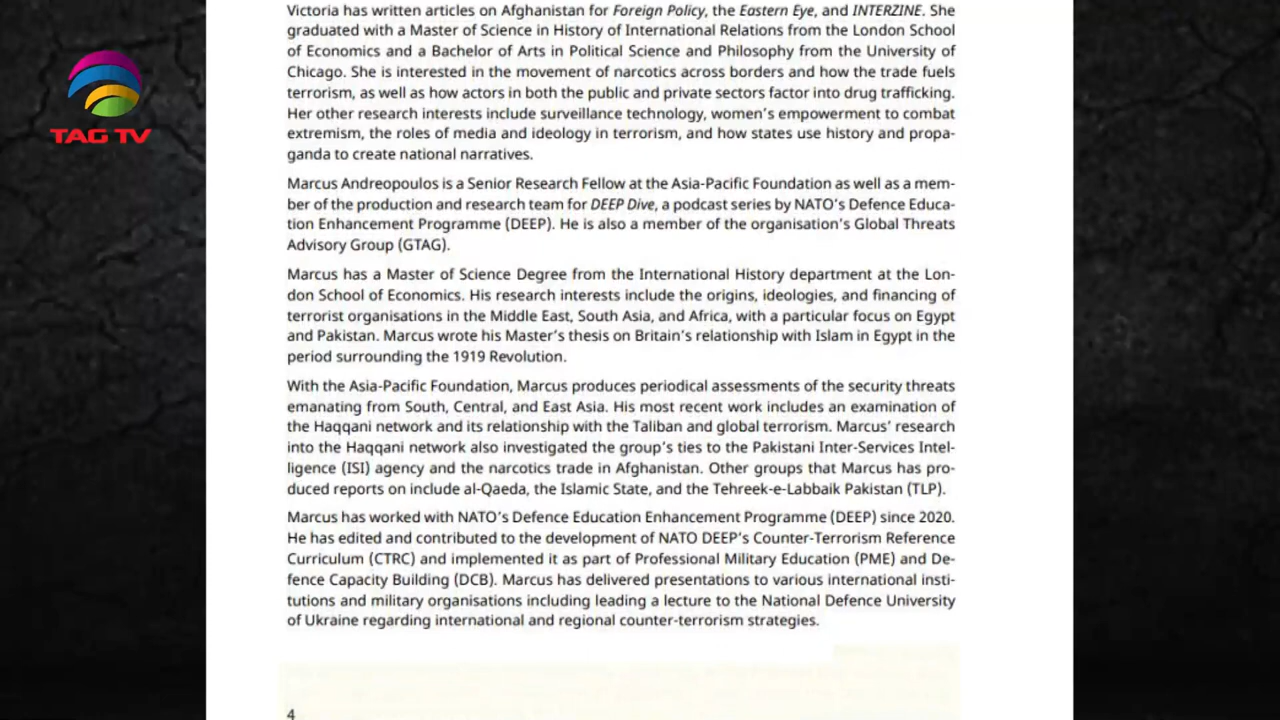 TAG TV
Victoria has written articles on Afghanistan for Foreign Policy, the Eastern Eye, and INTERZINE. She
graduated with a Master of Science in History of International Relations from the London School
of Economics and a Bachelor of Arts in Political Science and Philosophy from the University of
Chicago. She is interested in the movement of narcotics across borders and how the trade fuels
terrorism, as well as how actors in both the public and private sectors factor into drug trafficking.
Her other research interests include surveillance technology, women's empowerment to combat
extremism, the roles of media and ideology in terrorism, and how states use history and propa-
ganda to create national narratives.
Marcus Andreopoulos is a Senior Research Fellow at the Asia-Pacific Foundation as well as a mem-
ber of the production and research team for DEEP Dive, a podcast series by NATO's Defence Educa-
tion Enhancement Programme (DEEP). He is also a member of the organisation's Global Threats
Advisory Group (GTAG).
Marcus has a Master of Science Degree from the International History department at the Lon-
don School of Economics. His research interests include the origins, ideologies, and financing of
terrorist organisations in the Middle East, South Asia, and Africa, with a particular focus on Egypt
and Pakistan. Marcus wrote his Master's thesis on Britain's relationship with Islam in Egypt in the
period surrounding the 1919 Revolution.
With the Asia-Pacific Foundation, Marcus produces periodical assessments of the security threats
emanating from South, Central, and East Asia. His most recent work includes an examination of
the Haqqani network and its relationship with the Taliban and global terrorism. Marcus' research
into the Haqqani network also investigated the group's ties to the Pakistani Inter-Services Intel-
ligence (ISI) agency and the narcotics trade in Afghanistan. Other groups that Marcus has pro-
duced reports on include al-Qaeda, the Islamic State, and the Tehreek-e-Labbaik Pakistan (TLP).
Marcus has worked with NATO's Defence Education Enhancement Programme (DEEP) since 2020.
He has edited and contributed to the development of NATO DEEP's Counter-Terrorism Reference
Curriculum (CTRC) and implemented it as part of Professional Military Education (PME) and De-
fence Capacity Building (DCB). Marcus has delivered presentations to various international insti-
tutions and military organisations including leading a lecture to the National Defence University
of Ukraine regarding international and regional counter-terrorism strategies.
4